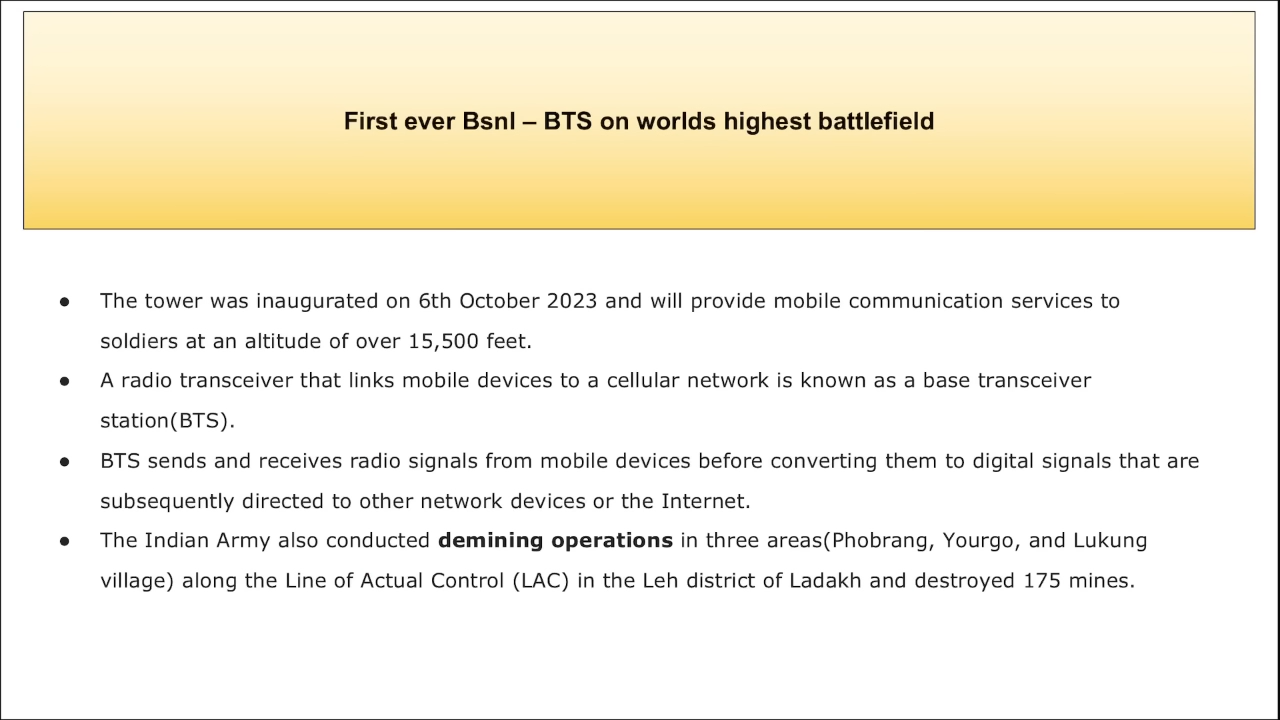 First ever Bsnl – BTS on worlds highest battlefield
● The tower was inaugurated on 6th October 2023 and will provide mobile communication services to
soldiers at an altitude of over 15,500 feet.
● A radio transceiver that links mobile devices to a cellular network is known as a base transceiver
station(BTS).
● BTS sends and receives radio signals from mobile devices before converting them to digital signals that are
subsequently directed to other network devices or the Internet.
● The Indian Army also conducted demining operations in three areas(Phobrang, Yourgo, and Lukung
village) along the Line of Actual Control (LAC) in the Leh district of Ladakh and destroyed 175 mines.